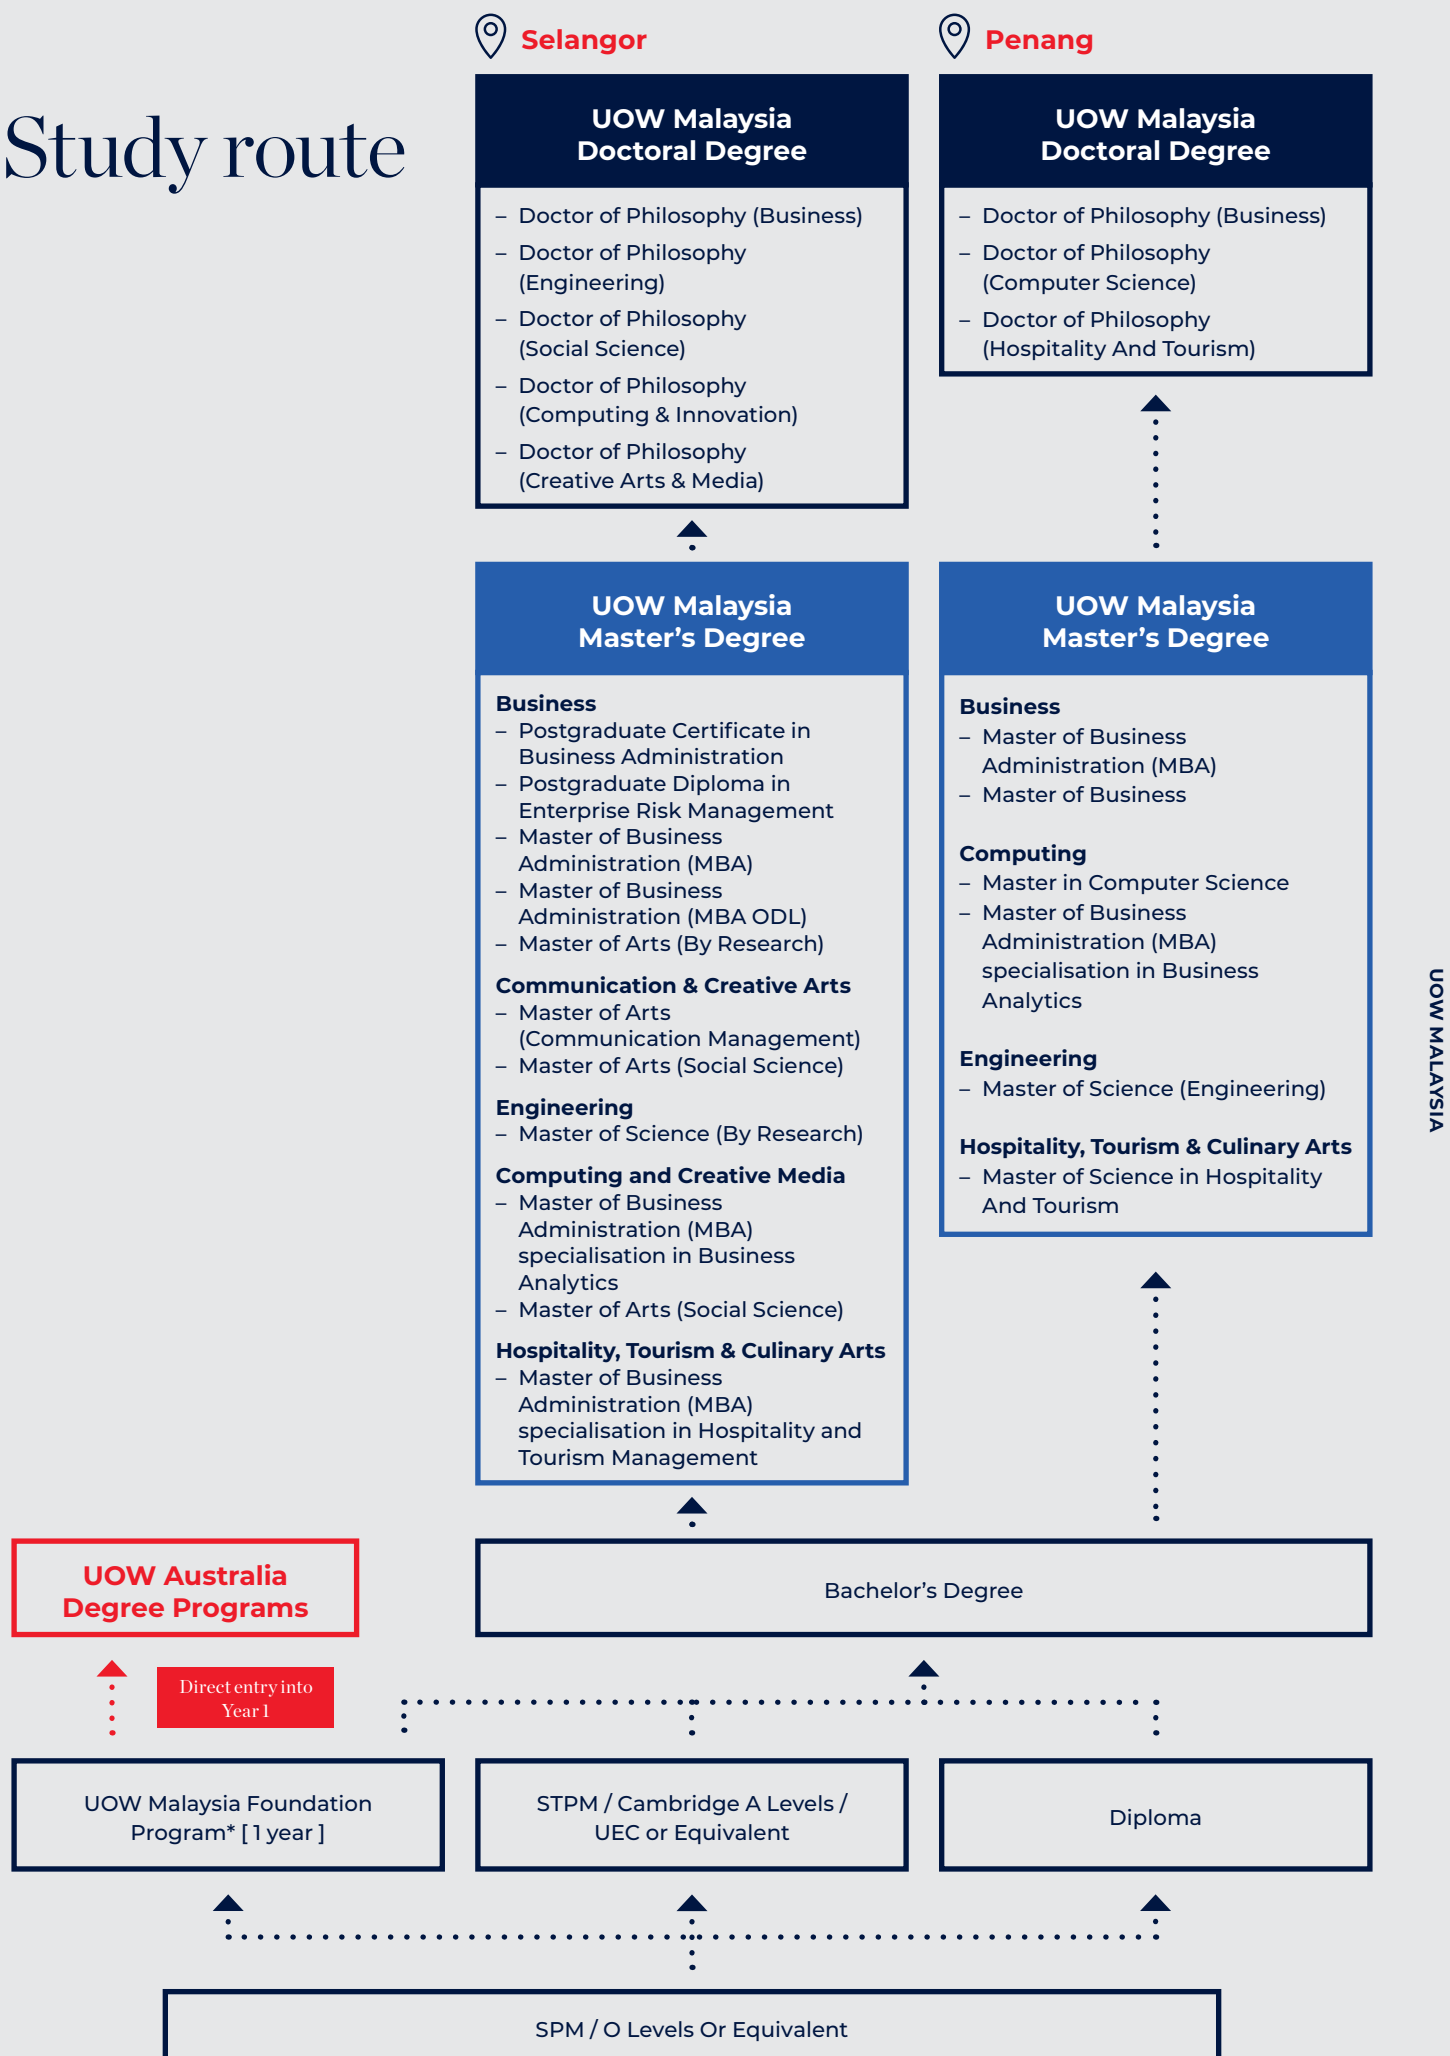 Study route
Selangor
UOW Malaysia
Doctoral Degree
– Doctor of Philosophy (Business)
– Doctor of Philosophy
(Engineering)
– Doctor of Philosophy
(Social Science)
– Doctor of Philosophy
(Computing & Innovation)
– Doctor of Philosophy
(Creative Arts & Media)
Penang
UOW Malaysia
Doctoral Degree
– Doctor of Philosophy (Business)
– Doctor of Philosophy
(Computer Science)
– Doctor of Philosophy
(Hospitality And Tourism)
UOW Malaysia
Master’s Degree
Business
– Postgraduate Certificate in
Business Administration
– Postgraduate Diploma in
Enterprise Risk Management
– Master of Business
Administration (MBA)
– Master of Business
Administration (MBA ODL)
– Master of Arts (By Research)
Communication & Creative Arts
– Master of Arts
(Communication Management)
– Master of Arts (Social Science)
Engineering
– Master of Science (By Research)
Computing and Creative Media
– Master of Business
Administration (MBA)
specialisation in Business
Analytics
– Master of Arts (Social Science)
Hospitality, Tourism & Culinary Arts
– Master of Business
Administration (MBA)
specialisation in Hospitality and
Tourism Management
UOW Malaysia
Master’s Degree
Business
– Master of Business
Administration (MBA)
– Master of Business
Computing
– Master in Computer Science
– Master of Business
Administration (MBA)
specialisation in Business
Analytics
Engineering
– Master of Science (Engineering)
Hospitality, Tourism & Culinary Arts
– Master of Science in Hospitality
And Tourism
UOW MALAYSIA
UOW Australia
Degree Programs
Bachelor’s Degree
Direct entry into
Year 1
UOW Malaysia Foundation
Program* [ 1 year ]
STPM / Cambridge A Levels /
UEC or Equivalent
Diploma
SPM / O Levels Or Equivalent